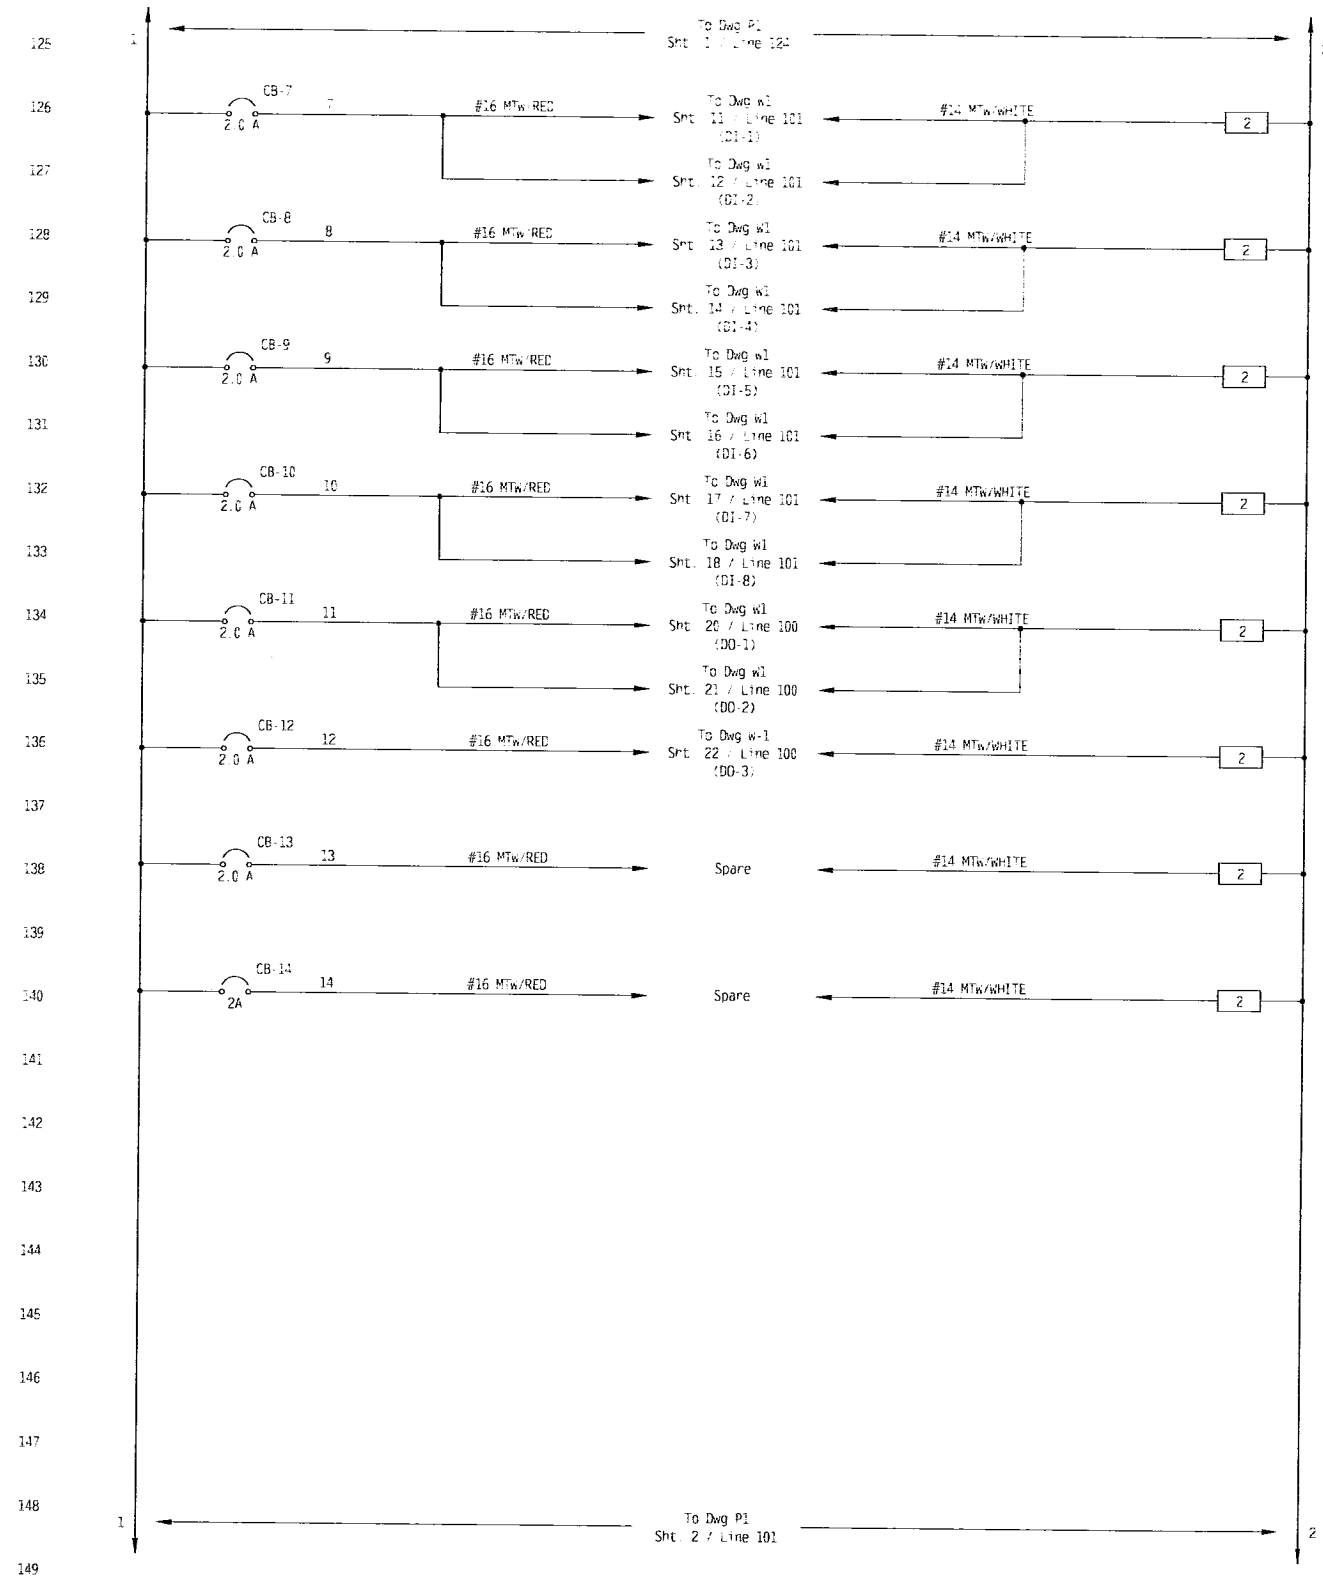 125 1 To Dwg P1
Sht. 1 / Line 124
126 CB-7 7 #16 MTW/RED To Dwg W1 #14 MTW/WHITE
2.0 A Sht. 11 / Line 101 2
(DI-1)
127 To Dwg W1
Sht. 12 / Line 101
(DI-2)
128 CB-8 8 #16 MTW/RED To Dwg W1 #14 MTW/WHITE
2.0 A Sht 13 / Line 101 2
(DI-3)
129 To Dwg W1
Sht. 14 / Line 101
(DI-4)
130 CB-9 9 #16 MTW/RED To Dwg W1 #14 MTW/WHITE
2.0 A Sht. 15 / Line 101 2
(DI-5)
131 To Dwg W1
Sht 16 / Line 101
(DI-6)
132 CB-10 10 #16 MTW/RED To Dwg W1 #14 MTW/WHITE
2.0 A Sht 17 / Line 101 2
(DI-7)
133 To Dwg W1
Sht. 18 / Line 101
(DI-8)
134 CB-11 11 #16 MTW/RED To Dwg W1 #14 MTW/WHITE
2.0 A Sht 20 / Line 100 2
(DO-1)
135 To Dwg W1
Sht. 21 / Line 100
(DO-2)
136 CB-12 12 #16 MTW/RED To Dwg W-1 #14 MTW/WHITE
2.0 A Sht 22 / Line 100 2
(DO-3)
137
138 CB-13 13 #16 MTW/RED Spare #14 MTW/WHITE
2.0 A 2
139
140 CB-14 14 #16 MTW/RED Spare #14 MTW/WHITE
2A 2
141
142
143
144
145
146
147
148
1 To Dwg P1 2
Sht. 2 / Line 101
149